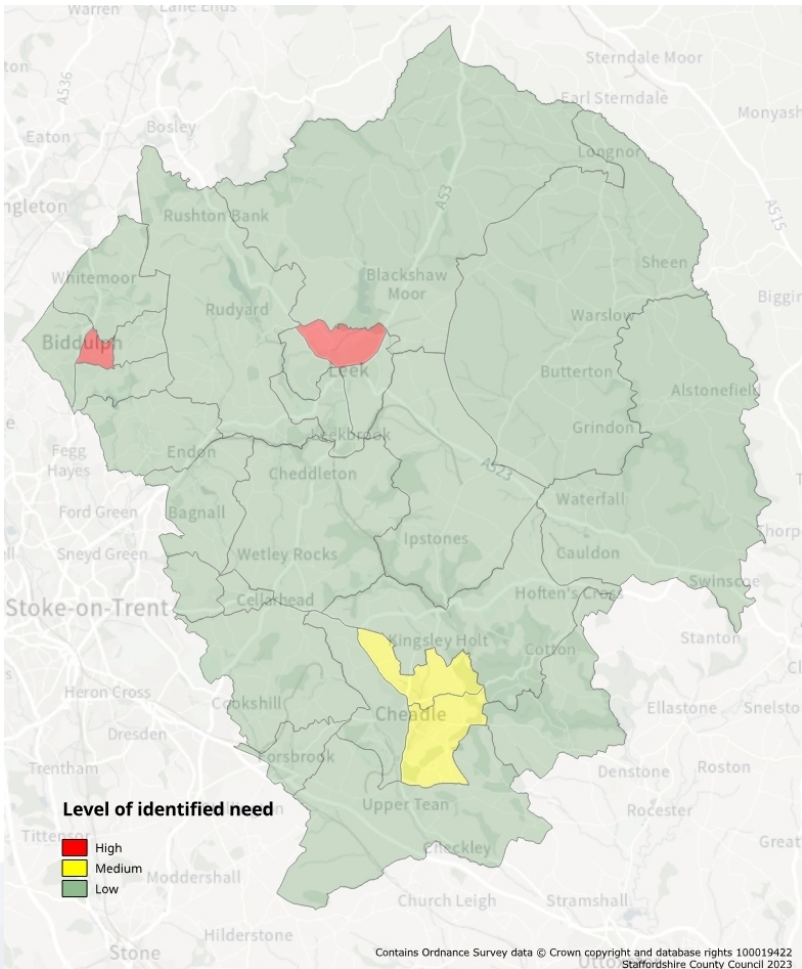 Warren
Lane Ends
Sterndale Moor
A536
Earl Sterndale
Monyash
Bosley
Eaton
Longnor
A53
A515
Rushton Bank
Sheen
Whitemoor
Blackshaw
Moor
Rudyard
Warslow
Biddulph
Leek
Butterton
Alstonefield
Grindon
Leekbrook
Endon
Fegg
Hayes
Cheddleton
A523
Waterfall
Ford Green
Bagnall
Ipstones
Sneyd Green
Wetley Rocks
Cauldon
Swinscoe
Stoke-on-Trent
Cellarhead
Hoften's Cross
Kingsley Holt
Stanton
Cotton
Heron Cross
Cookshill
Cheadle
Ellastone
Dresden
Forsbrook
Trentham
Denstone
Roston
Level of identified need
Upper Tean
Rocester
High
Checkley
Medium
Low
Moddershall
Church Leigh
Stramshall
Hilderstone
Stone
Contains Ordnance Survey data © Crown copyright and database rights 100019422
Staffordshire County Council 2023